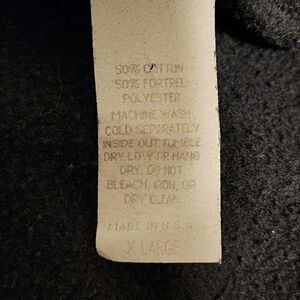 50% COTTON
50% FORTREL
POLYESTER
MACHINE WASH
COLD SEPARATELY
INSIDE OUT TUMBLE
DRY LOW OR HAND
DRY. DO NOT
BLEACH, IRON, OR
DRY CLEAN
MADE IN U.S.A.
X LARGE